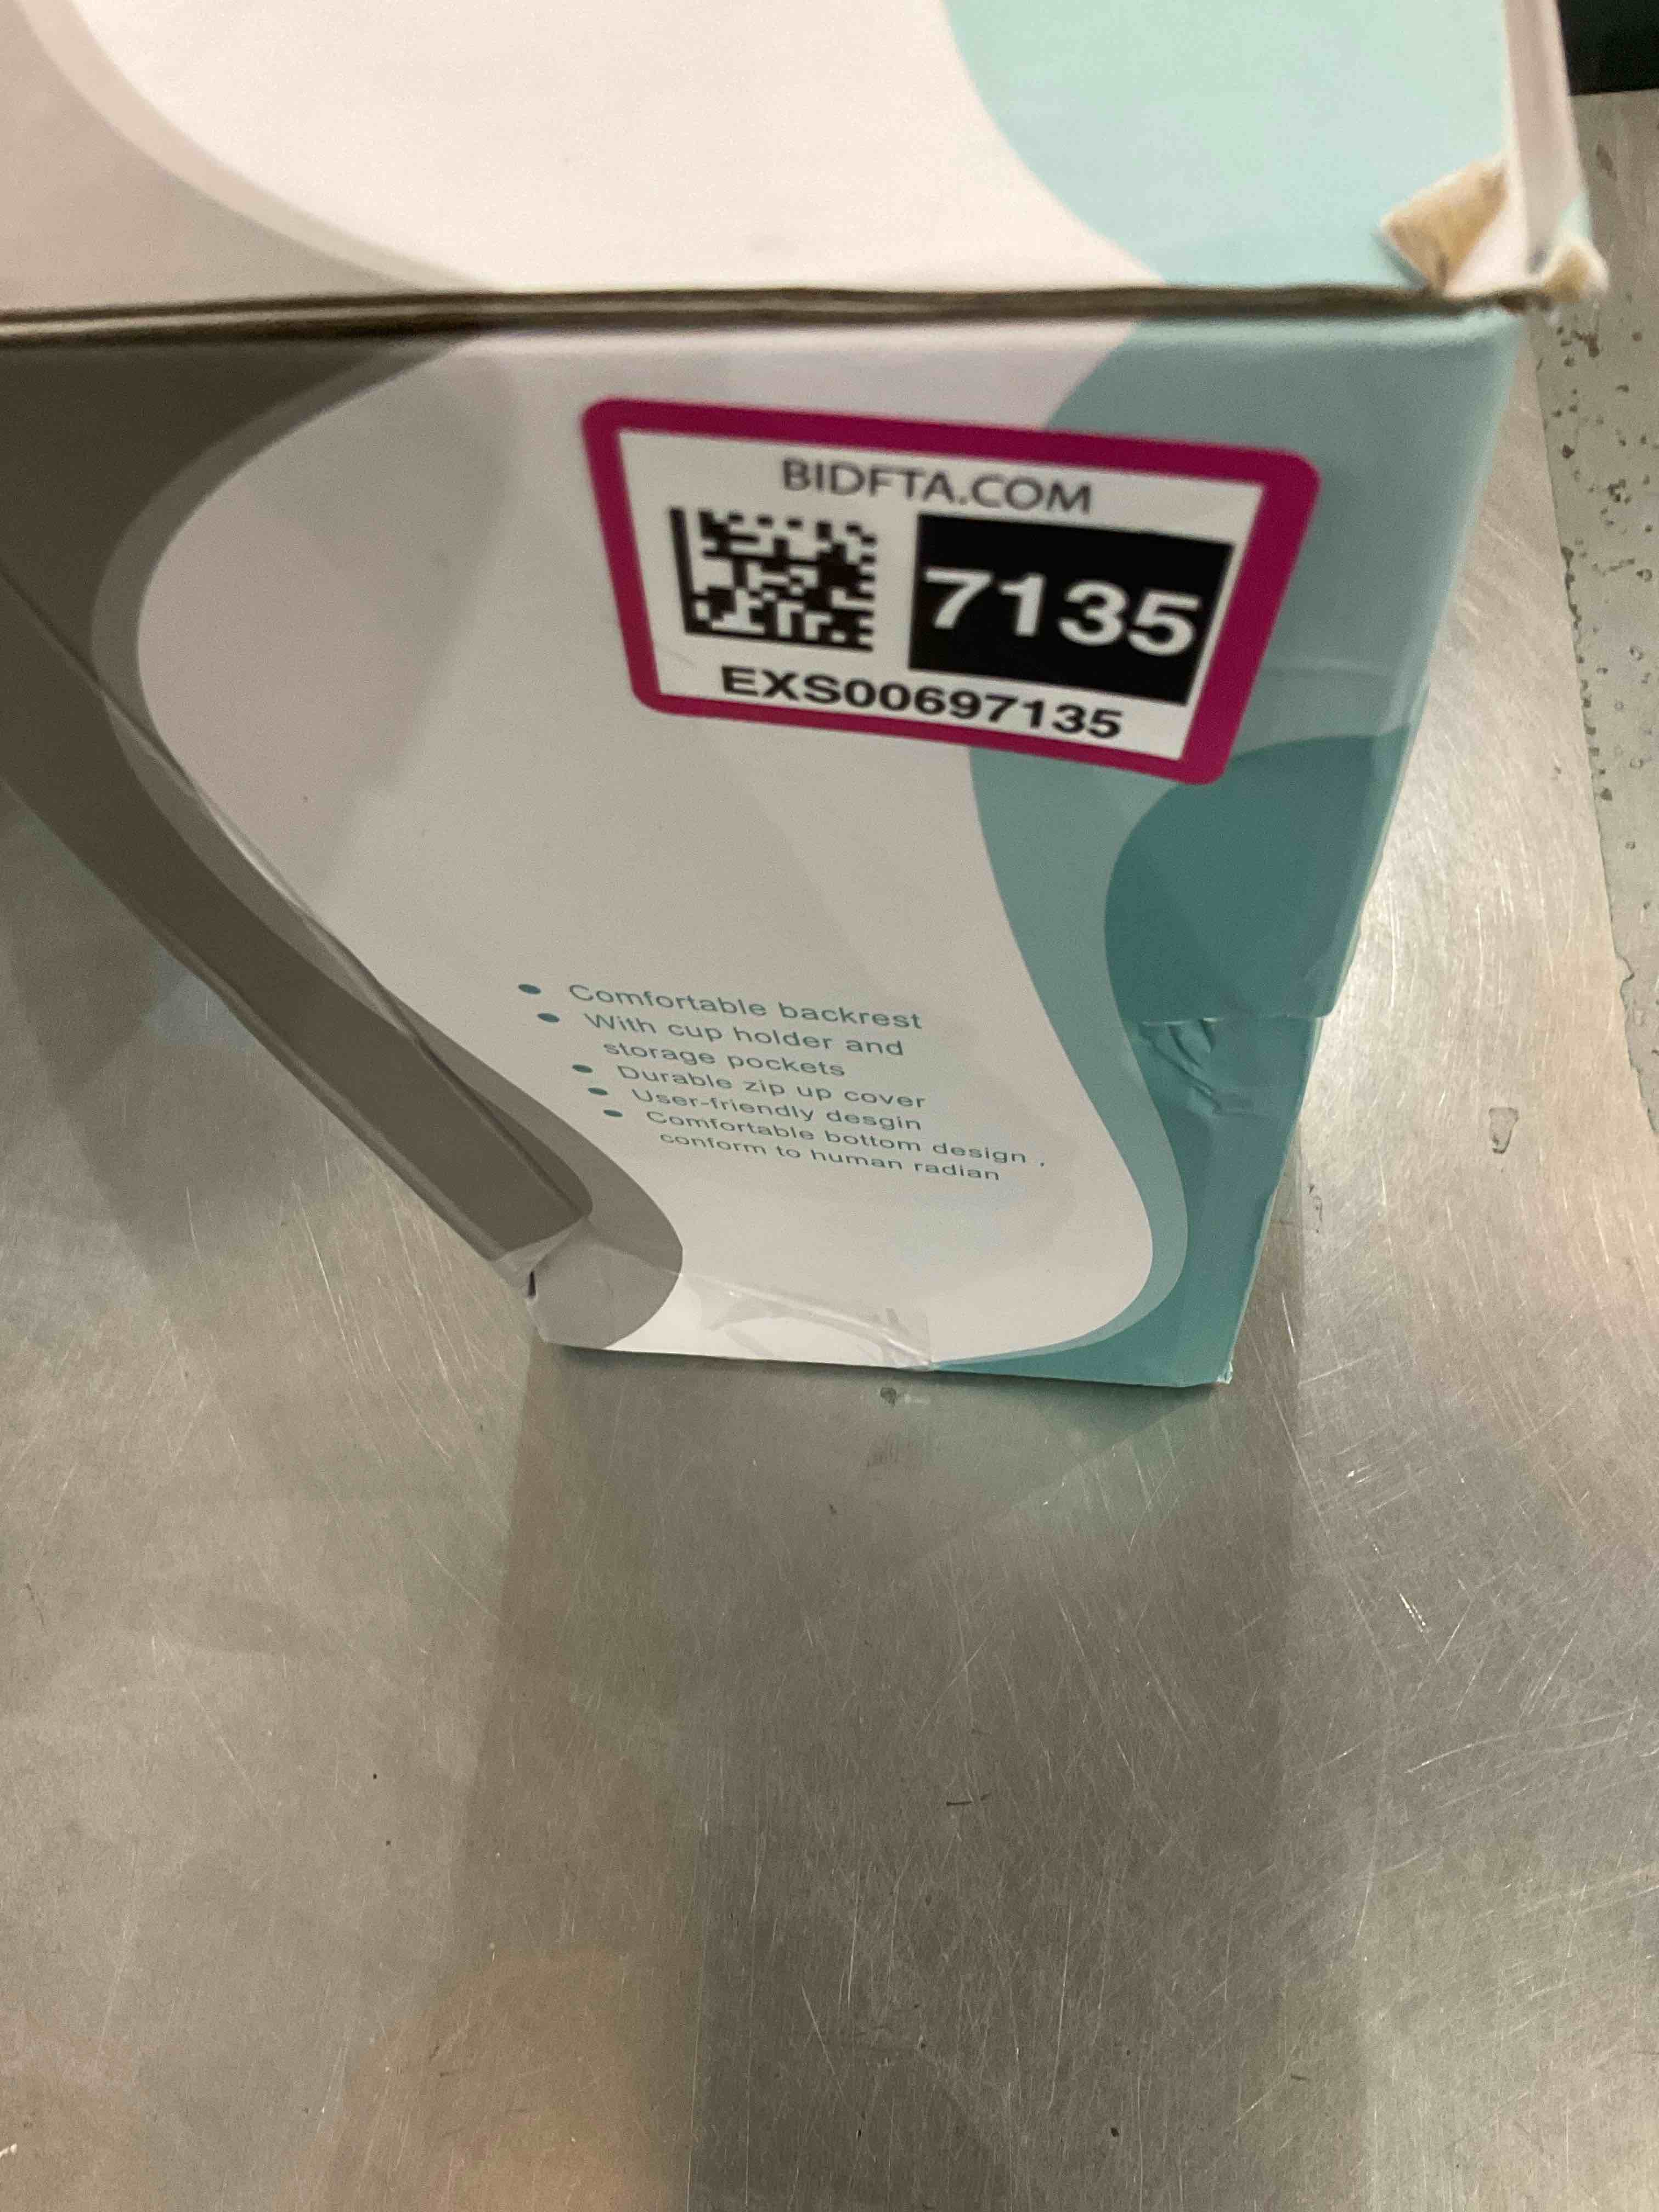 BIDFTA.COM
7135
EXS00697135
• Comfortable backrest
• With cup holder and
storage pockets
• Durable zip up cover
• User-friendly desgin
• Comfortable bottom design ,
conform to human radian